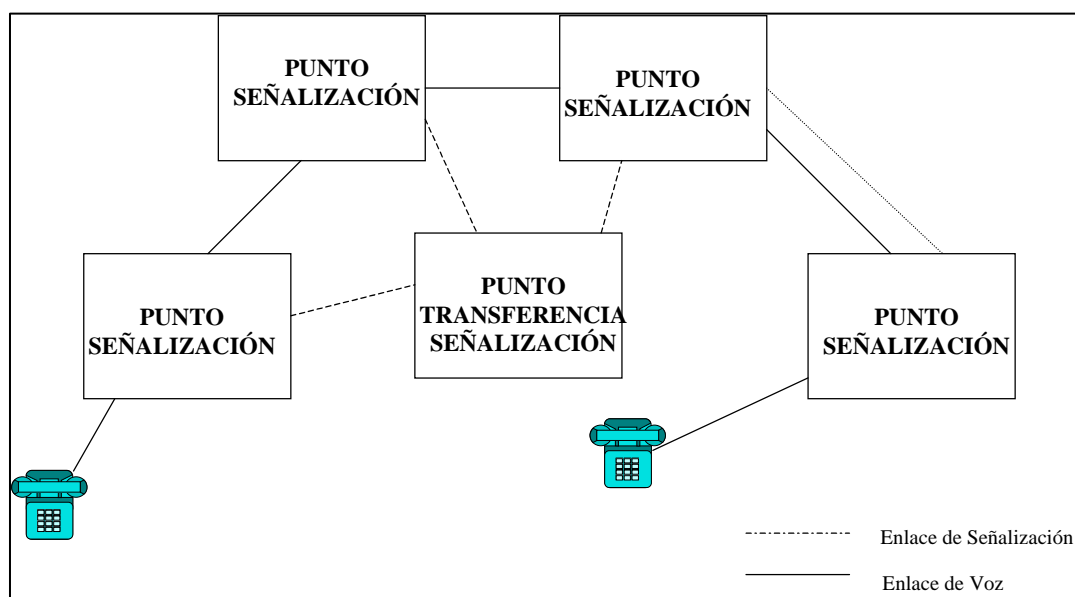 PUNTO
SEÑALIZACIÓN
PUNTO
SEÑALIZACIÓN
PUNTO
SEÑALIZACIÓN
PUNTO
TRANSFERENCIA
SEÑALIZACIÓN
PUNTO
SEÑALIZACIÓN
Enlace de Señalización
Enlace de Voz